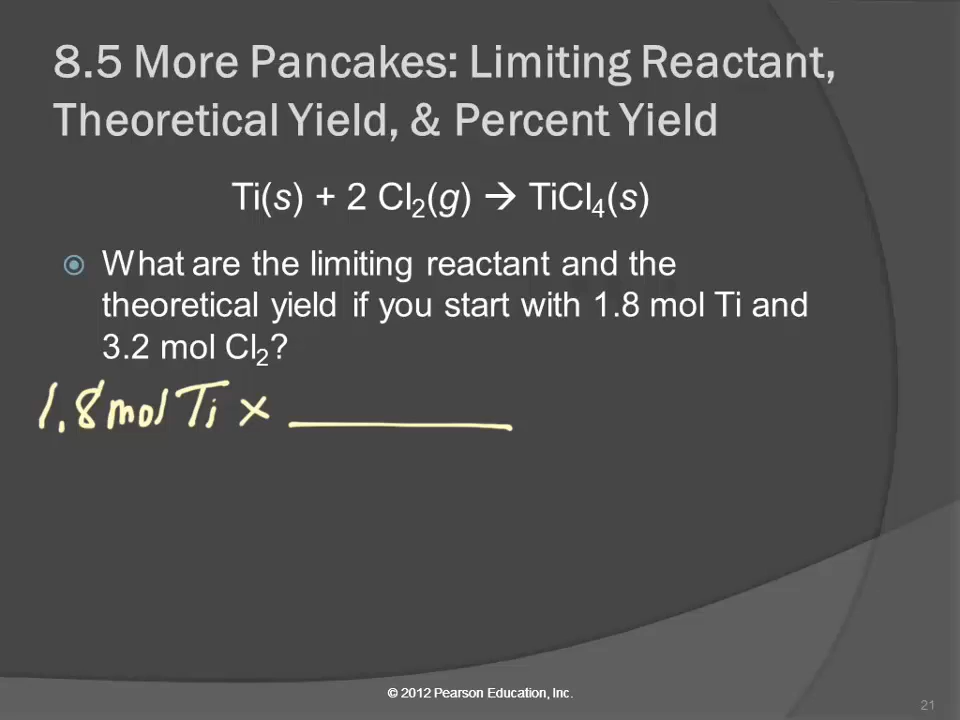 8.5 More Pancakes: Limiting Reactant,
Theoretical Yield, & Percent Yield
Ti(s) + 2 Cl₂(g) → TiCl₄(s)
What are the limiting reactant and the
theoretical yield if you start with 1.8 mol Ti and
3.2 mol Cl₂?
1.8 mol Ti × ________
© 2012 Pearson Education, Inc.
21